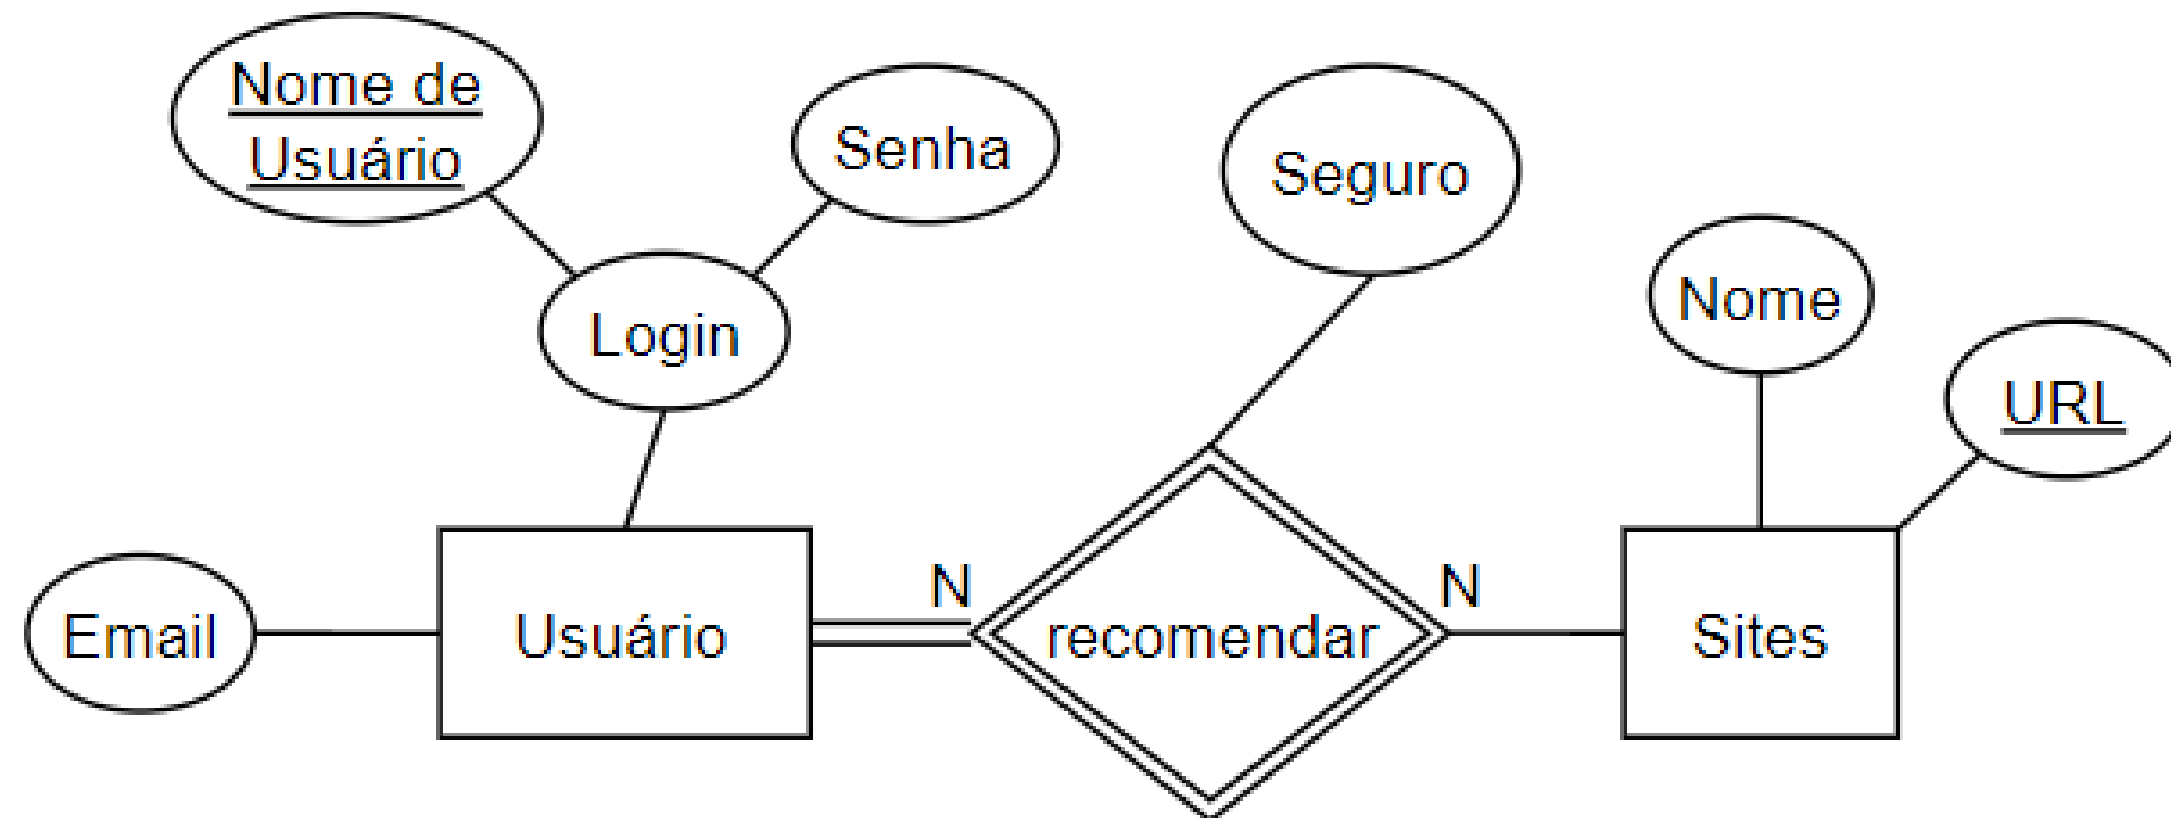 Nome de
Usuário
Senha
Seguro
Nome
Login
URL
N
N
Email
Usuário
recomendar
Sites